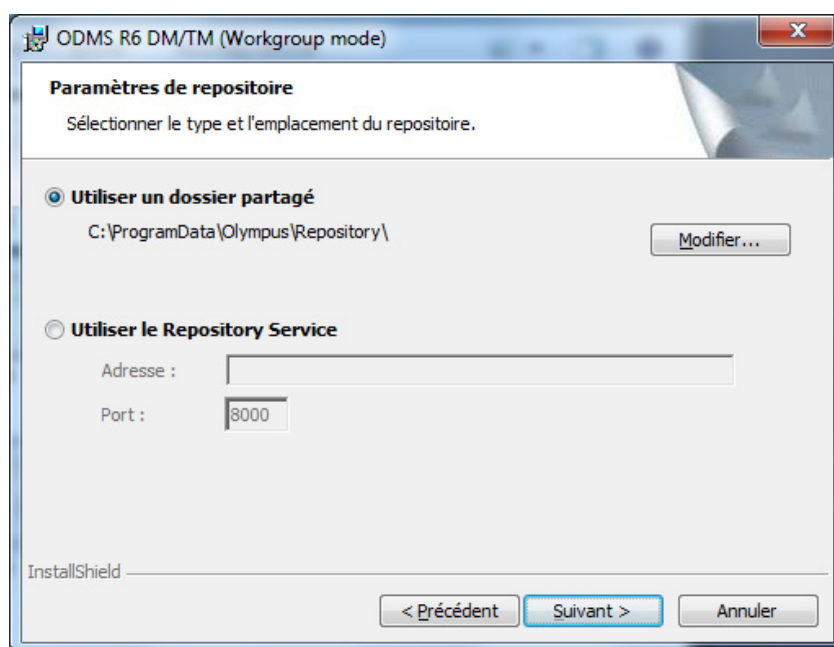 ODMS R6 DM/TM (Workgroup mode)
Paramètres de repositoire
Sélectionner le type et l'emplacement du repositoire.
Utiliser un dossier partagé
C:\ProgramData\Olympus\Repository\
Modifier...
Utiliser le Repository Service
Adresse :
Port :
8000
InstallShield
< Précédent
Suivant >
Annuler